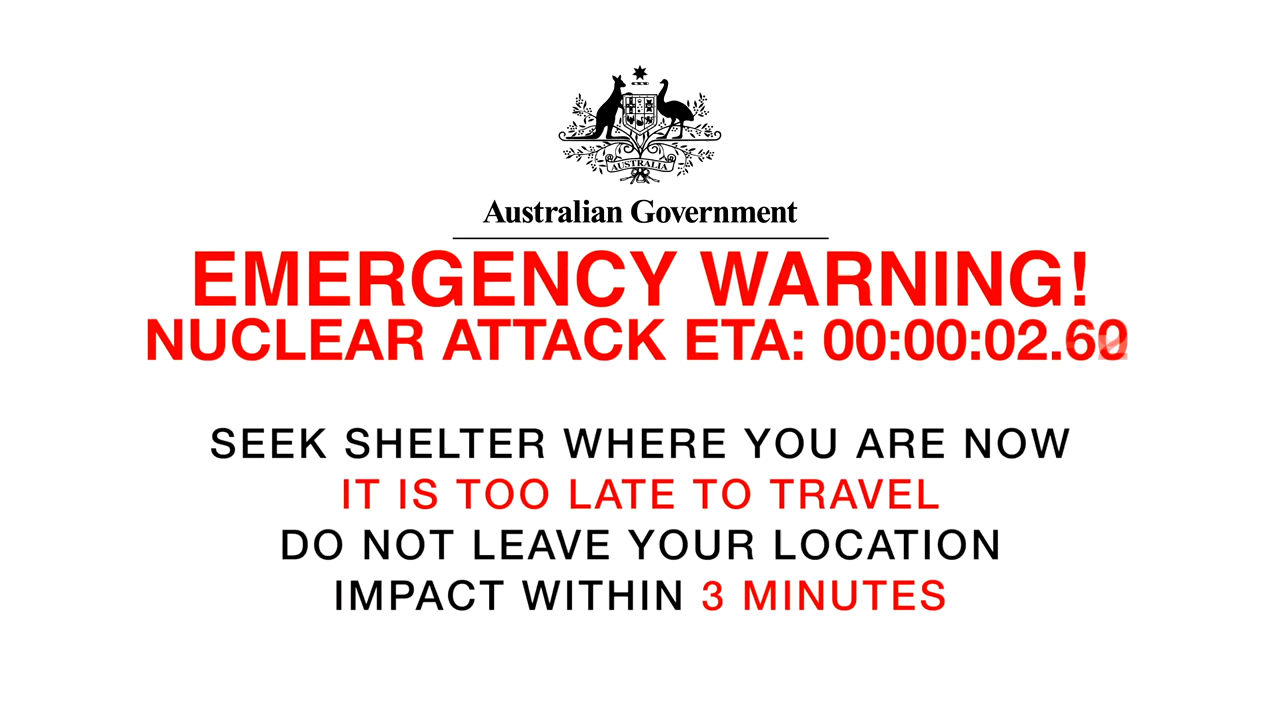 AUSTRALIA
Australian Government
EMERGENCY WARNING!
NUCLEAR ATTACK ETA: 00:00:02.60
SEEK SHELTER WHERE YOU ARE NOW
IT IS TOO LATE TO TRAVEL
DO NOT LEAVE YOUR LOCATION
IMPACT WITHIN 3 MINUTES